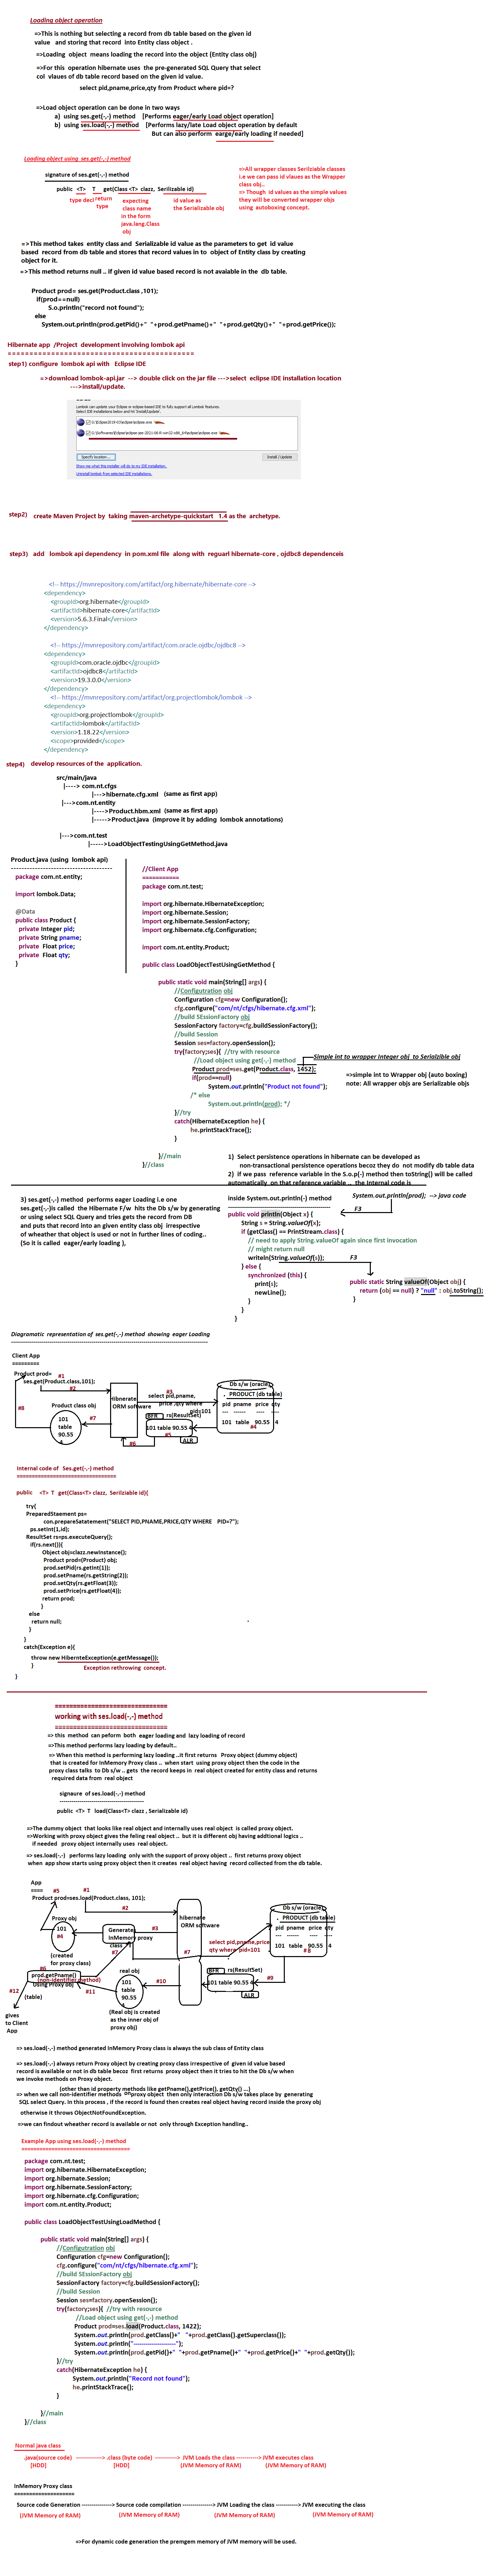 Loading object operation
=>This is nothing but selecting a record from db table based on the given id
value and storing that record into Entity class object .
=>Loading object means loading the record into the object (Entity class obj)
=>For this operation hibernate uses the pre-generated SQL Query that select
col vlaues of db table record based on the given id value.
select pid,pname,price,qty from Product where pid=?
=>Load object operation can be done in two ways
a) using ses.get(-,-) method [Performs eager/early Load object operation]
b) using ses.load(-,-) method [Performs lazy/late Load object operation by default
But can also perform earge/early loading if needed]
Loading object using ses.get(-,-) method
signature of ses.get(-,-) method
public <T> T get(Class <T> clazz, Serilizable id)
type decl
return
type
expecting
class name
in the form
java.lang.Class
obj
id value as
the Serializable obj
=>All wrapper classes Serilziable classes
i.e we can pass id vlaues as the Wrapper
class obj..
=> Though id values as the simple values
they will be converted wrapper objs
using autoboxing concept.
=>This method takes entity class and Serializable id value as the parameters to get id value
based record from db table and stores that record values in to object of Entity class by creating
object for it.
=>This method returns null .. if given id value based record is not avaiable in the db table.
Product prod= ses.get(Product.class ,101);
if(prod==null)
S.o.println("record not found");
else
System.out.println(prod.getPid()+" "+prod.getPname()+" "+prod.getQty()+" "+prod.getPrice());
Hibernate app /Project development involving lombok api
============================================
step1) configure lombok api with Eclipse IDE
=>download lombok-api.jar --> double click on the jar file --->select eclipse IDE installation location
--->install/update.
Lombok can update your Eclipse or eclipse-based IDE to fully support all Lombok features.
Select IDE installations below and hit 'Install/Update'.
Specify location...
Install / Update
Show me what this installer will do to my IDE installation.
Uninstall lombok from selected IDE installations.
step2) create Maven Project by taking maven-archetype-quickstart 1.4 as the archetype.
step3) add lombok api dependency in pom.xml file along with reguarl hibernate-core , ojdbc8 dependenceis
<!-- https://mvnrepository.com/artifact/org.hibernate/hibernate-core -->
<dependency>
<groupId>org.hibernate</groupId>
<artifactId>hibernate-core</artifactId>
<version>5.6.3.Final</version>
</dependency>
<!-- https://mvnrepository.com/artifact/com.oracle.ojdbc/ojdbc8 -->
<dependency>
<groupId>com.oracle.ojdbc</groupId>
<artifactId>ojdbc8</artifactId>
<version>19.3.0.0</version>
</dependency>
<!-- https://mvnrepository.com/artifact/org.projectlombok/lombok -->
<dependency>
<groupId>org.projectlombok</groupId>
<artifactId>lombok</artifactId>
<version>1.18.22</version>
<scope>provided</scope>
</dependency>
step4) develop resources of the application.
src/main/java
|----> com.nt.cfgs
|--->hibernate.cfg.xml (same as first app)
|--->com.nt.entity
|---->Product.hbm.xml (same as first app)
|----->Product.java (improve it by adding lombok annotations)
|--->com.nt.test
|----->LoadObjectTestingUsingGetMethod.java
Product.java (using lombok api)
-----------------------------------
package com.nt.entity;
import lombok.Data;
@Data
public class Product {
private Integer pid;
private String pname;
private Float price;
private Float qty;
}
//Client App
===========
package com.nt.test;
import org.hibernate.HibernateException;
import org.hibernate.Session;
import org.hibernate.SessionFactory;
import org.hibernate.cfg.Configuration;
import com.nt.entity.Product;
public class LoadObjectTestUsingGetMethod {
public static void main(String[] args) {
//Configutration obj
Configuration cfg=new Configuration();
cfg.configure("com/nt/cfgs/hibernate.cfg.xml");
//build SEssionFactory obj
SessionFactory factory=cfg.buildSessionFactory();
//build Session
Session ses=factory.openSession();
try(factory;ses){ //try with resource
//Load object using get(-,-) method
Product prod=ses.get(Product.class, 1452);
if(prod==null)
System.out.println("Product not found");
/* else
System.out.println(prod); */
}//try
catch(HibernateException he) {
he.printStackTrace();
}
}//main
}//class
Simple int to wrapper Integer obj to Serialzible obj
=>simple int to Wrapper obj (auto boxing)
note: All wrapper objs are Serializable objs
1) Select persistence operations in hibernate can be developed as
non-transactional persistence operations becoz they do not modify db table data
2) if we pass reference variable in the S.o.p(-) method then toString() will be called
automatically on that reference variable .. the Internal code is
3) ses.get(-,-) method performs eager Loading i.e one
ses.get(-,-)is called the Hibernate F/w hits the Db s/w by generating
or using select SQL Query and tries gets the record from DB
and puts that record into an given entity class obj irrespective
of wheather that object is used or not in further lines of coding..
(So it is called eager/early loading ),
inside System.out.println(-) method
-----------------------------------
public void println(Object x) {
String s = String.valueOf(x);
if (getClass() == PrintStream.class) {
// need to apply String.valueOf again since first invocation
// might return null
writeln(String.valueOf(s));
} else {
synchronized (this) {
print(s);
newLine();
}
}
}
System.out.println(prod); --> java code
F3
F3
public static String valueOf(Object obj) {
return (obj == null) ? "null" : obj.toString();
}
Diagramatic representation of ses.get(-,-) method showing eager Loading
Client App
=========
Product prod=
ses.get(Product.class,101);
#1
#2
#8
Product class obj
101
table
90.55
4
#7
Hibnerate
ORM software
#3
select pid,pname,
price ,qty where
pid=101
BFR rs(ResultSet)
101 table 90.55 4
#5
ALR
#6
Db s/w (oracle)
PRODUCT (db table)
pid pname price qty
101 table 90.55 4
#4
Internal code of Ses.get(-,-) method
=================================
public <T> T get(Class<T> clazz, Serilziable id){
try{
PreparedStaement ps=
con.prepareSatatement("SELECT PID,PNAME,PRICE,QTY WHERE PID=?");
ps.setInt(1,id);
ResultSet rs=ps.executeQuery();
if(rs.next()){
Object obj=clazz.newInstance();
Product prod=(Product) obj;
prod.setPid(rs.getInt(1));
prod.setPname(rs.getString(2));
prod.setQty(rs.getFloat(3));
prod.setPrice(rs.getFloat(4));
return prod;
}
else
return null;
}
}
catch(Exception e){
throw new HibernteException(e.getMessage());
}
Exception rethrowing concept.
}
==============================
working with ses.load(-,-) method
==============================
=> this method can peform both eager loading and lazy loading of record
=>This method performs lazy loading by default..
=> When this method is performing lazy loading ..It first returns Proxy object (dummy object)
that is created for InMemory Proxy class .. when start using proxy object then the code in the
proxy class talks to Db s/w .. gets the record keeps in real object created for entity class and returns
required data from real object
signaure of ses.load(-,-) method
-----------------------------------
public <T> T load(Class<T> clazz , Serializable id)
=>The dummy object that looks like real object and internally uses real object is called proxy object.
=>Working with proxy object gives the feling real object .. but it is different obj having addtional logics ..
if needed proxy object internally uses real object.
=> ses.load(-,-) performs lazy loading only with the support of proxy object .. first returns proxy object
when app show starts using proxy object then it creates real object having record collected from the db table.
App
====
#5
#1
Product prod=ses.load(Product.class, 101);
#2
Proxy obj
101
#4
(created
for proxy class)
Generates
InMemory proxy
class
#3
#7
hibernate
ORM software
#7
select pid,pname,price
qty where pid=101
Db s/w (oracle)
PRODUCT (db table)
pid pname price qty
101 table 90.55 4
#8
#6
prod.getpname()
(non-identifier method)
Using Proxy obj
#12
(table)
#11
real obj
101
table
90.55
4
(Real obj is created
as the inner obj of
proxy obj)
#10
BFR rs(ResultSet)
101 table 90.55 4
ALR
#9
gives
to Client
App
=> ses.load(-,-) method generated InMemory Proxy class is always the sub class of Entity class
=> ses.load(-,-) always return Proxy object by creating proxy class irrespective of given id value based
record is available or not in db table becoz first returns proxy object then it tries to hit the Db s/w when
we invoke methods on Proxy object.
(other than id property methods like getPname(),getPrice(), getQty() ...)
=> when we call non-identifier methods on proxy object then only Interaction Db s/w takes place by generating
SQL select Query. In this process , if the record is found then creates real object having record inside the proxy obj
otherwise it throws ObjectNotFoundException.
=>we can findout wheather record is available or not only through Exception handling..
Example App using ses.load(-,-) method
====================================
package com.nt.test;
import org.hibernate.HibernateException;
import org.hibernate.Session;
import org.hibernate.SessionFactory;
import org.hibernate.cfg.Configuration;
import com.nt.entity.Product;
public class LoadObjectTestUsingLoadMethod {
public static void main(String[] args) {
//Configutration obj
Configuration cfg=new Configuration();
cfg.configure("com/nt/cfgs/hibernate.cfg.xml");
//build SEssionFactory obj
SessionFactory factory=cfg.buildSessionFactory();
//build Session
Session ses=factory.openSession();
try(factory;ses){ //try with resource
//Load object using get(-,-) method
Product prod=ses.load(Product.class, 1422);
System.out.println(prod.getClass()+" "+prod.getClass().getSuperclass());
System.out.println("--------------------");
System.out.println(prod.getPid()+" "+prod.getPname()+" "+prod.getPrice()+" "+prod.getQty());
}//try
catch(HibernateException he) {
System.out.println("Record not found");
he.printStackTrace();
}
}//main
}//class
Normal java class
.java(source code) -------------> .class (byte code) -----------> JVM Loads the class -----------> JVM executes class
[HDD] [HDD] (JVM Memory of RAM) (JVM Memory of RAM)
InMemory Proxy class
====================
Source code Generation ---------------> Source code compilation ---------------> JVM Loading the class -----------> JVM executing the class
(JVM Memory of RAM) (JVM Memory of RAM) (JVM Memory of RAM) (JVM Memory of RAM)
=>For dynamic code generation the premgem memory of JVM memory will be used.